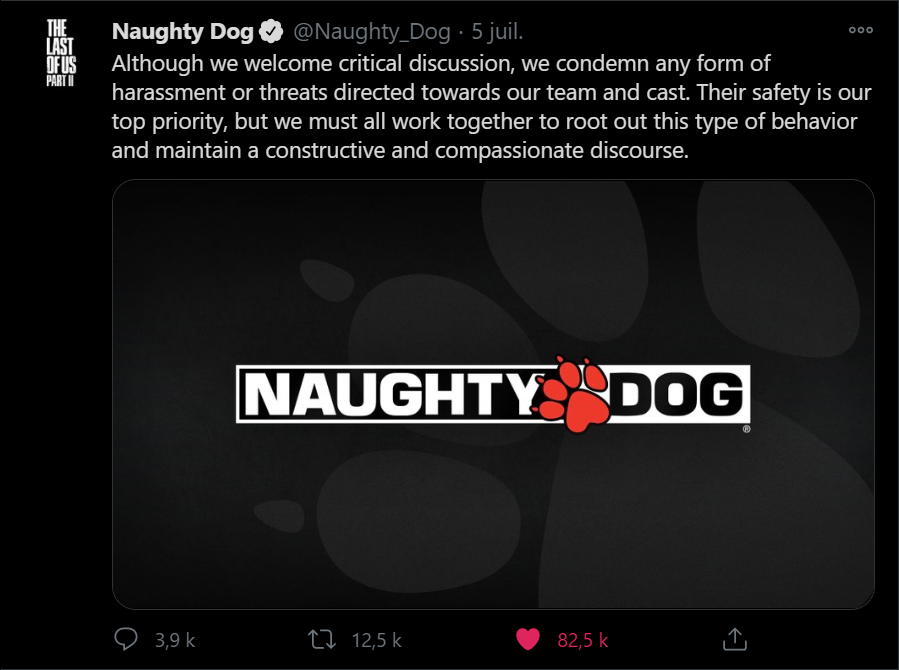 THE
LAST
OF US
PART II
Naughty Dog @Naughty_Dog · 5 juil.
Although we welcome critical discussion, we condemn any form of
harassment or threats directed towards our team and cast. Their safety is our
top priority, but we must all work together to root out this type of behavior
and maintain a constructive and compassionate discourse.
NAUGHTY DOG
®
3,9 k 12,5 k 82,5 k